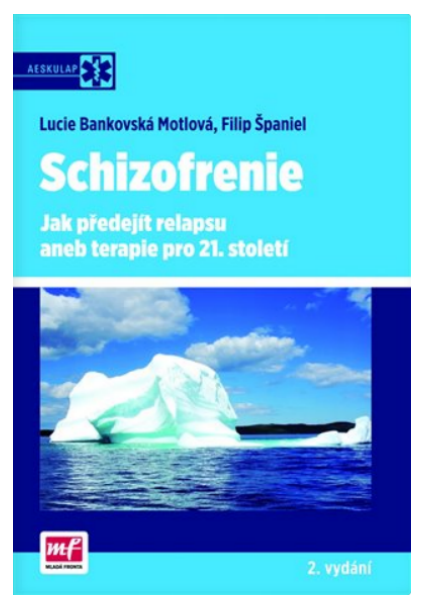 AESKULAP
Lucie Bankovská Motlová, Filip Španiel
Schizofrenie
Jak předejít relapsu
aneb terapie pro 21. století
mf
MLADÁ FRONTA
2. vydání